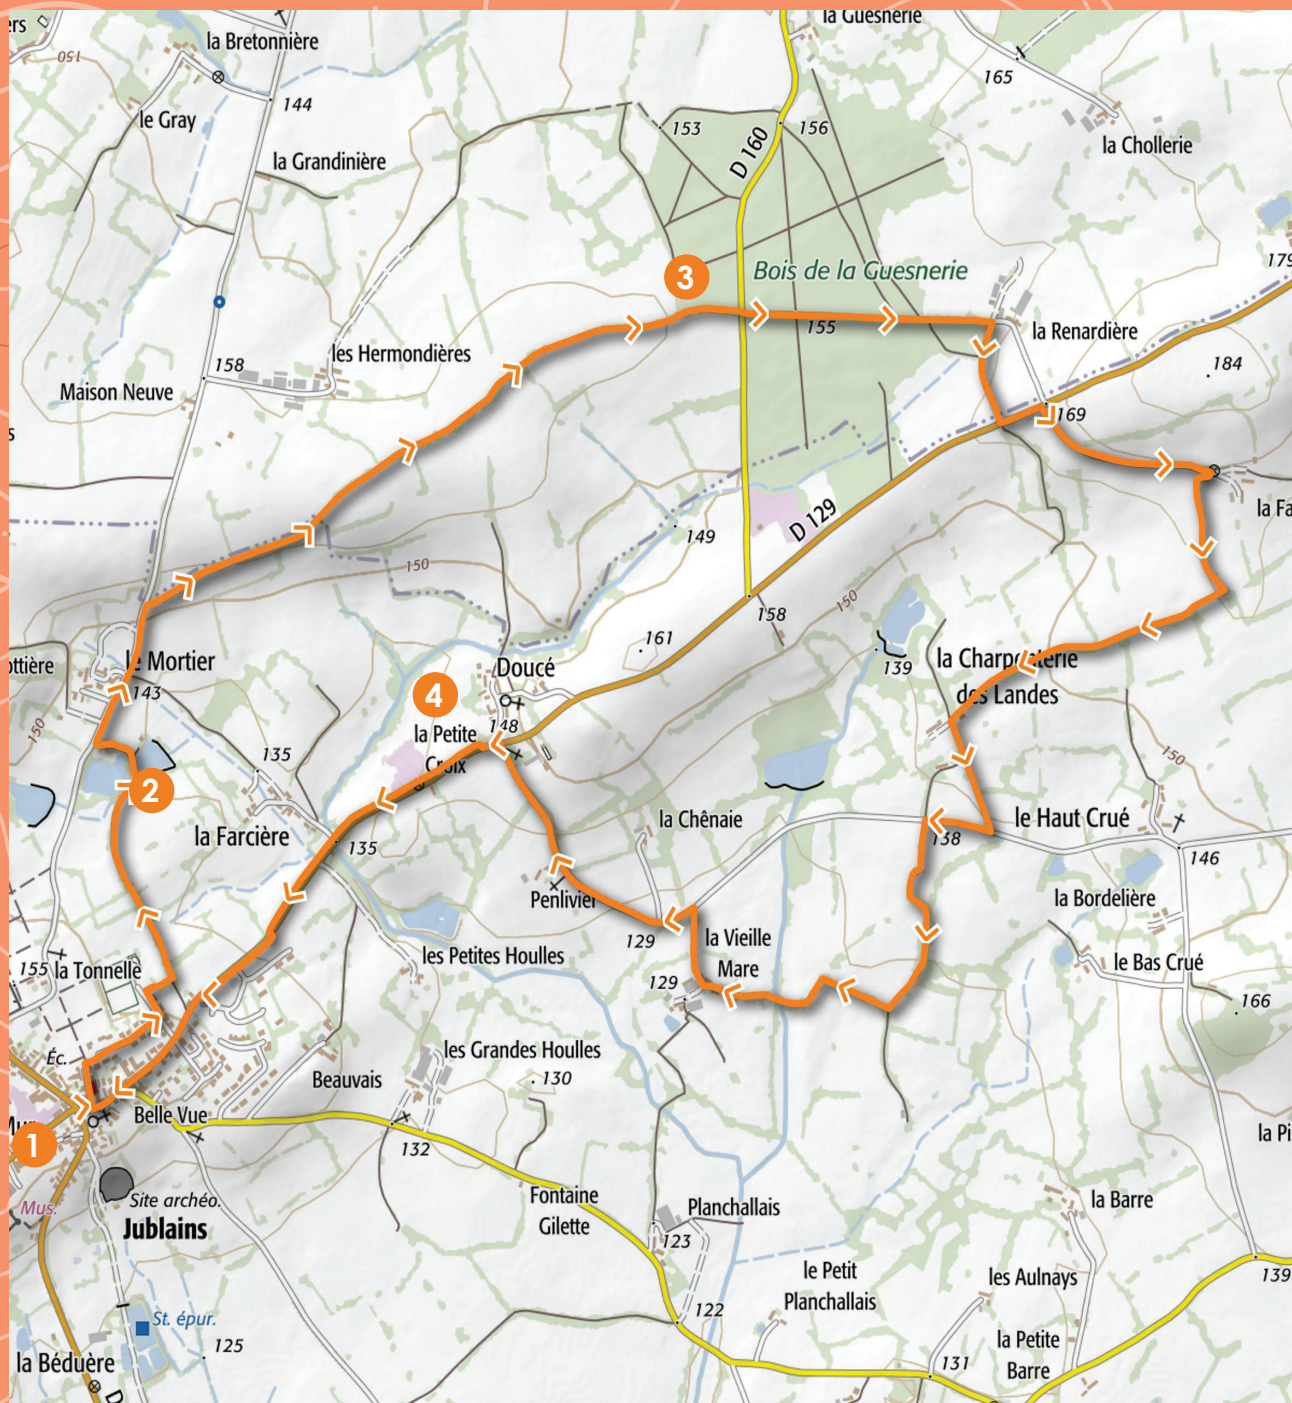 la Guesnerie
la Bretonnière
165
150
144
le Gray
153
156
D 160
la Chollerie
la Grandinière
179
3
Bois de la Guesnerie
155
la Renardière
les Hermondières
158
184
Maison Neuve
169
D 129
149
150
158
150
161
139
la Charpenterie
des Landes
le Mortier
143
150
Doucé
4
148
la Petite
Croix
135
2
150
la Chênaie
le Haut Crué
la Farcière
135
138
146
Penlivier
la Bordelière
129
la Vieille
Mare
les Petites Houlles
le Bas Crué
155
la Tonnelle
129
166
Éc.
les Grandes Houlles
130
Beauvais
Belle Vue
1
132
Site archéo.
Jublains
Mus.
Fontaine
Gilette
Planchallais
la Barre
123
le Petit
Planchallais
les Aulnays
139
St. épur.
122
125
la Petite
Barre
131
la Béduère
D